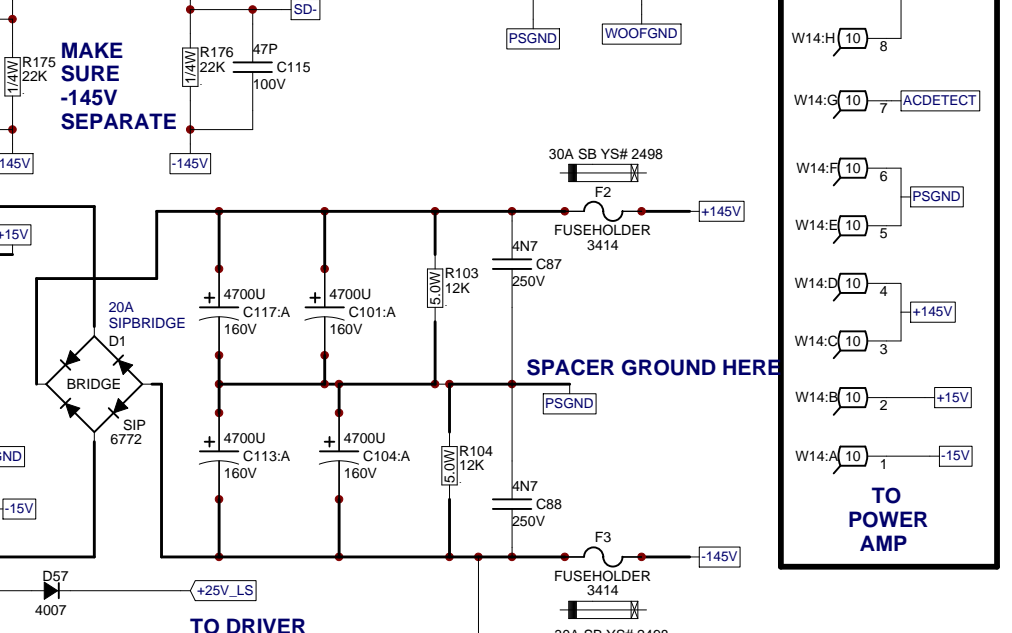 SD-
PSGND
WOOFGND
W14:H
10
8
R175
22K
1/4W
MAKE
SURE
-145V
SEPARATE
R176
22K
1/4W
47P
C115
100V
W14:G
10
7
ACDETECT
145V
-145V
30A SB YS# 2498
F2
FUSEHOLDER
3414
+145V
W14:F
10
6
PSGND
W14:E
10
5
+15V
4N7
C87
250V
R103
12K
5.0W
4700U
C117:A
160V
4700U
C101:A
160V
W14:D
10
4
+145V
W14:C
10
3
20A
SIPBRIDGE
D1
BRIDGE
SIP
6772
SPACER GROUND HERE
PSGND
W14:B
10
2
+15V
W14:A
10
1
-15V
4700U
C113:A
160V
4700U
C104:A
160V
R104
12K
5.0W
4N7
C88
250V
GND
-15V
TO
POWER
AMP
F3
FUSEHOLDER
3414
-145V
D57
4007
+25V_LS
TO DRIVER
30A SB YS# 2498